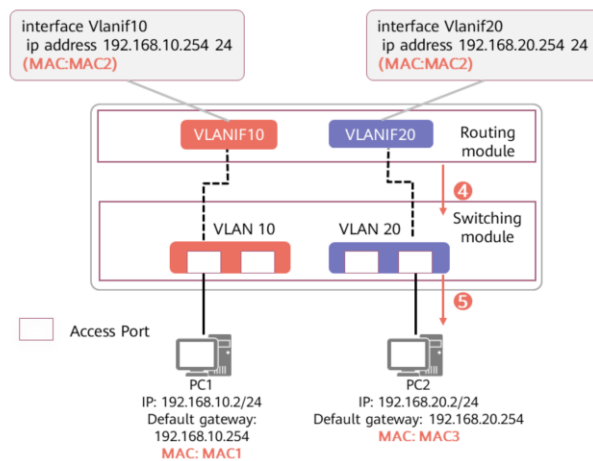 interface Vlanif10
ip address 192.168.10.254 24
(MAC:MAC2)
interface Vlanif20
ip address 192.168.20.254 24
(MAC:MAC2)
VLANIF10
VLANIF20
Routing
module
4
Switching
module
VLAN 10
VLAN 20
5
Access Port
PC1
IP: 192.168.10.2/24
Default gateway:
192.168.10.254
MAC: MAC1
PC2
IP: 192.168.20.2/24
Default gateway: 192.168.20.254
MAC: MAC3